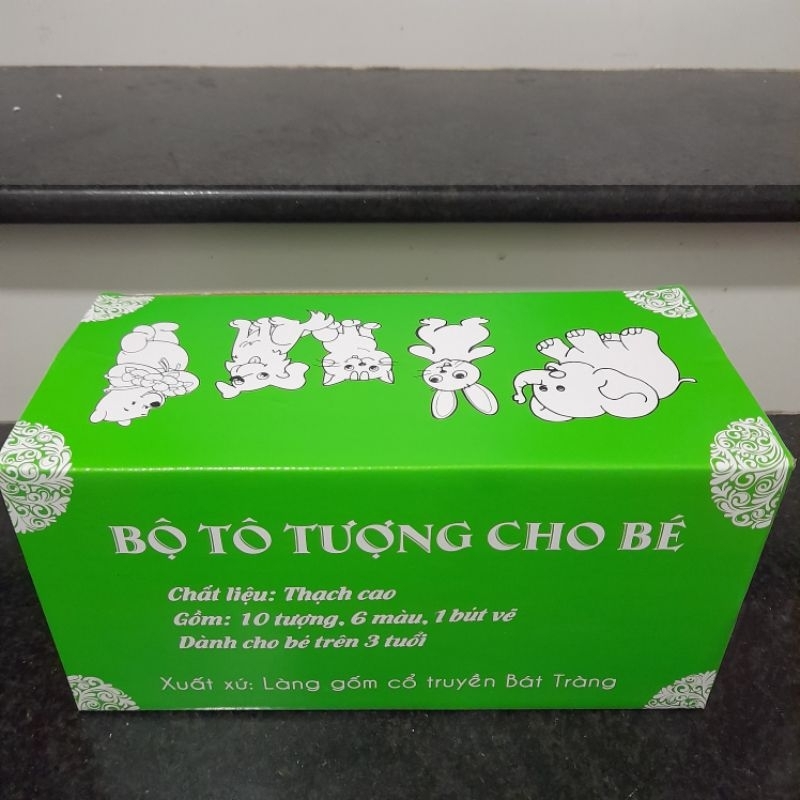 BỘ TÔ TƯỢNG CHO BÉ
Chất liệu: Thạch cao
Gồm: 10 tượng, 6 màu, 1 bút vẽ
Dành cho bé trên 3 tuổi
Xuất xứ: Làng gốm cổ truyền Bát Tràng